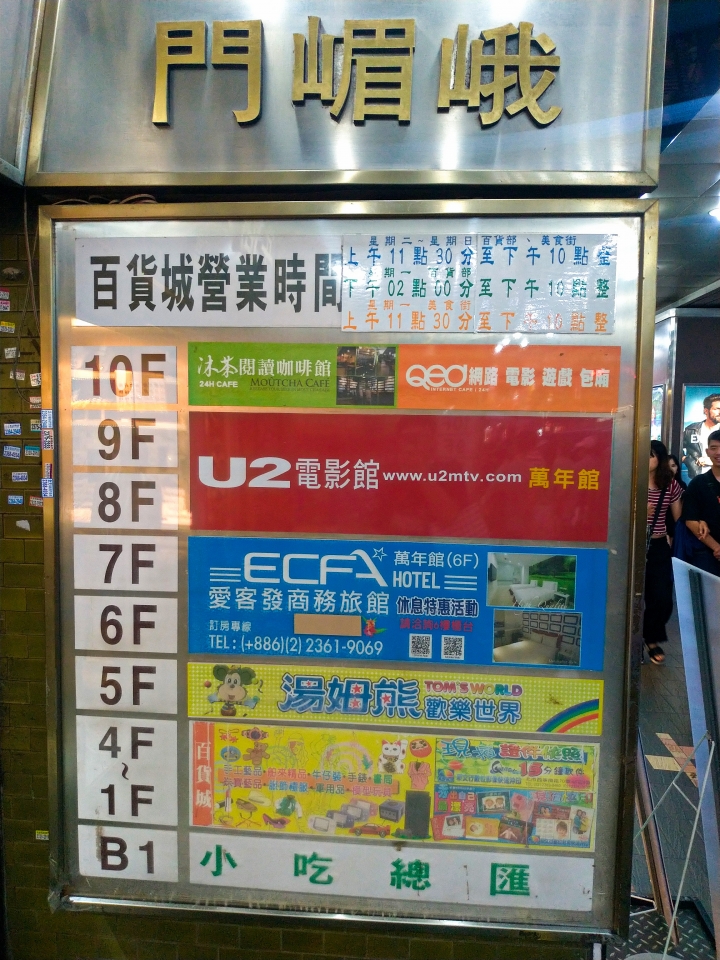 門嵋峨
百貨城營業時間
星期二~星期日百貨部、美食街
上午11點30分至下午10點整
星期一 百貨部
下午02點00分至下午10點整
星期一美食街
上午11點30分至下午10點整
10F
沐茶閱讀咖啡館
24H CAFE MOUTCHA CAFÉ
QEO 網路 電影 遊戲 包廂
INTERNET CAFE | 24H
9F
8F
U2電影館 www.u2mtv.com 萬年館
7F
6F
ECFA HOTEL
萬年館(6F)
愛客發商務旅館
休息特惠活動
訂房專線
TEL : (+886)(2) 2361-9069
5F
湯姆熊 TOM'S WORLD
歡樂世界
4F
~
1F
百貨城
B1
小吃總匯